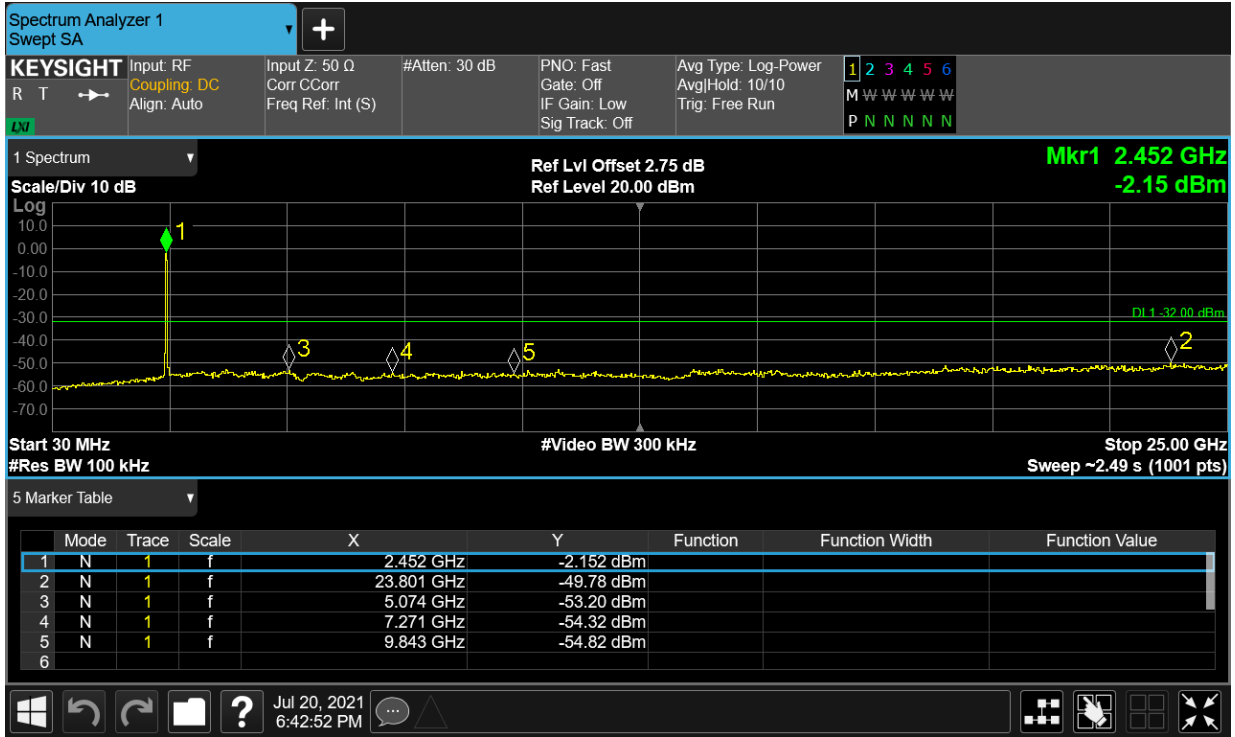 Spectrum Analyzer 1
Swept SA
KEYSIGHT
R T
LXI
Input: RF
Coupling: DC
Align: Auto
Input Z: 50 Ω
Corr CCorr
Freq Ref: Int (S)
#Atten: 30 dB
PNO: Fast
Gate: Off
IF Gain: Low
Sig Track: Off
Avg Type: Log-Power
Avg|Hold: 10/10
Trig: Free Run
1 2 3 4 5 6
M W W W W W
P N N N N N
1 Spectrum
Scale/Div 10 dB
Ref Lvl Offset 2.75 dB
Ref Level 20.00 dBm
Mkr1 2.452 GHz
-2.15 dBm
Log
10.0
0.00
-10.0
-20.0
-30.0
-40.0
-50.0
-60.0
-70.0
1
DL1 -32.00 dBm
3
4
5
2
Start 30 MHz
#Res BW 100 kHz
#Video BW 300 kHz
Stop 25.00 GHz
Sweep ~2.49 s (1001 pts)
5 Marker Table
Mode Trace Scale X Y Function Function Width Function Value
1 N 1 f 2.452 GHz -2.152 dBm
2 N 1 f 23.801 GHz -49.78 dBm
3 N 1 f 5.074 GHz -53.20 dBm
4 N 1 f 7.271 GHz -54.32 dBm
5 N 1 f 9.843 GHz -54.82 dBm
6
?
Jul 20, 2021
6:42:52 PM